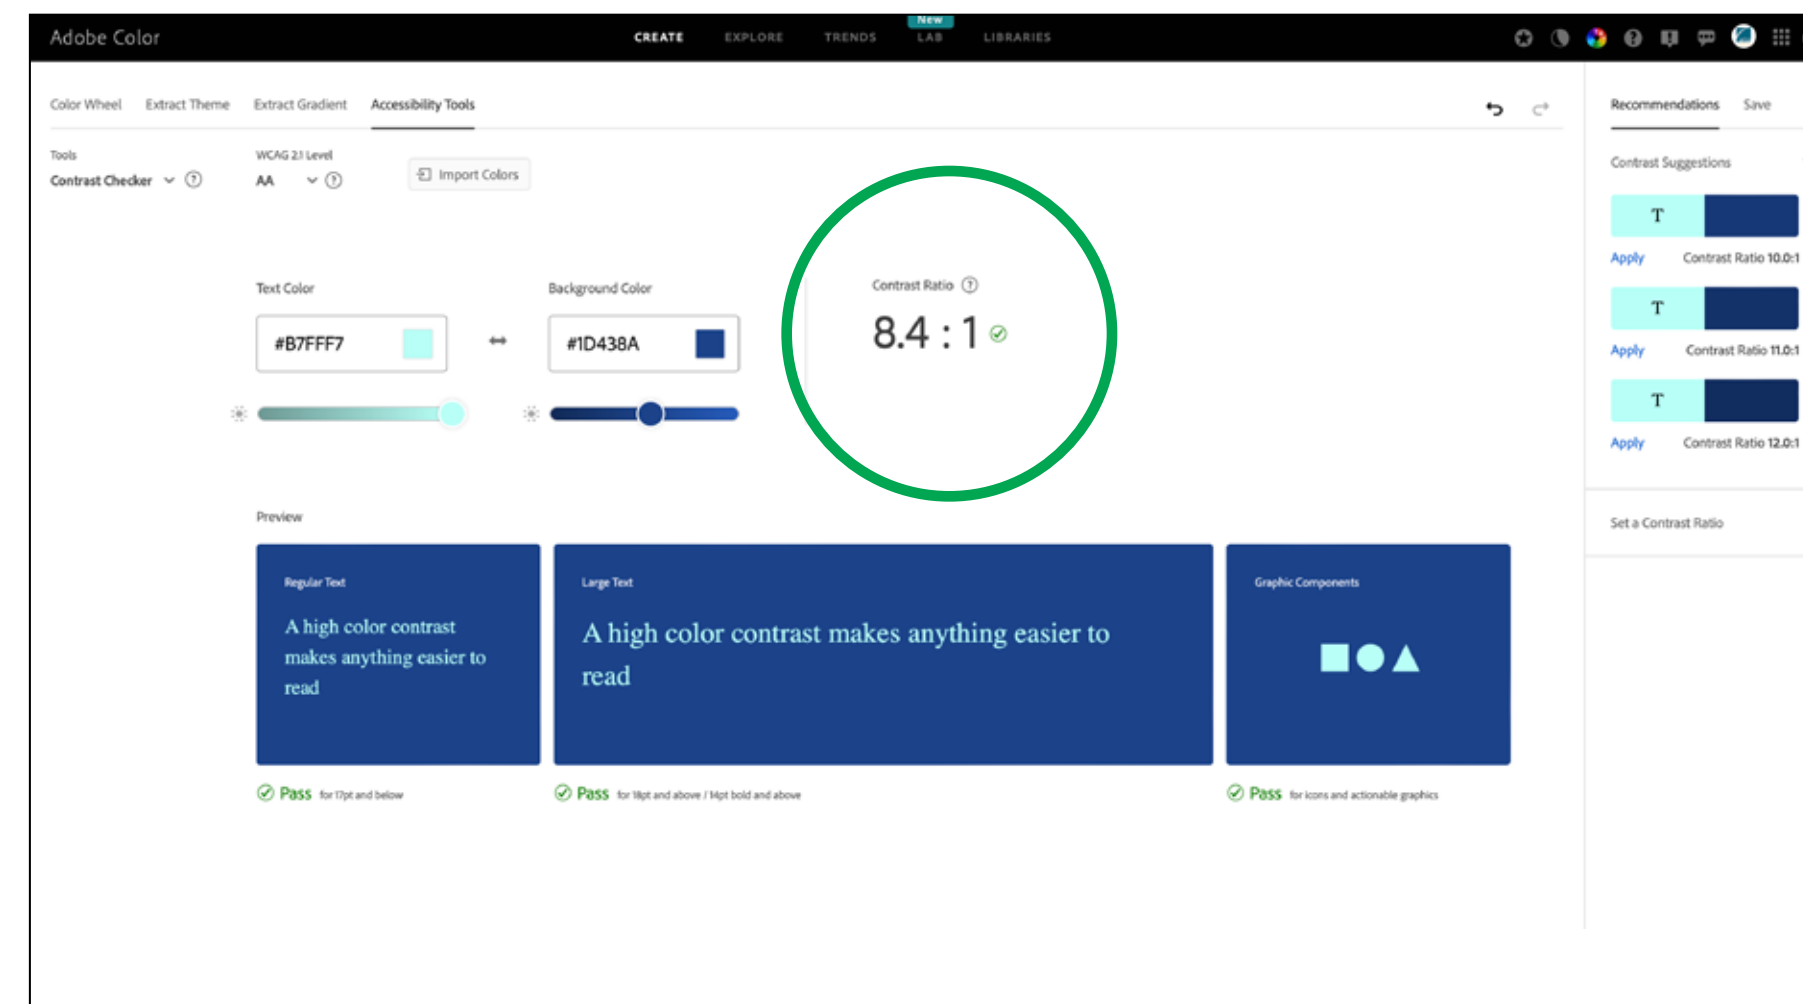 Adobe Color
CREATE
EXPLORE
TRENDS
New
LAB
LIBRARIES
Color Wheel
Extract Theme
Extract Gradient
Accessibility Tools
Recommendations
Save
Tools
Contrast Checker
WCAG 2.1 Level
AA
Import Colors
Contrast Suggestions
T
Apply
Contrast Ratio 10.0:1
T
Apply
Contrast Ratio 11.0:1
T
Apply
Contrast Ratio 12.0:1
Set a Contrast Ratio
Text Color
#B7FFF7
Background Color
#1D438A
Contrast Ratio
8.4 : 1
Preview
Regular Text
A high color contrast
makes anything easier to
read
Pass for 17pt and below
Large Text
A high color contrast makes anything easier to
read
Pass for 18pt and above / 14pt bold and above
Graphic Components
Pass for icons and actionable graphics